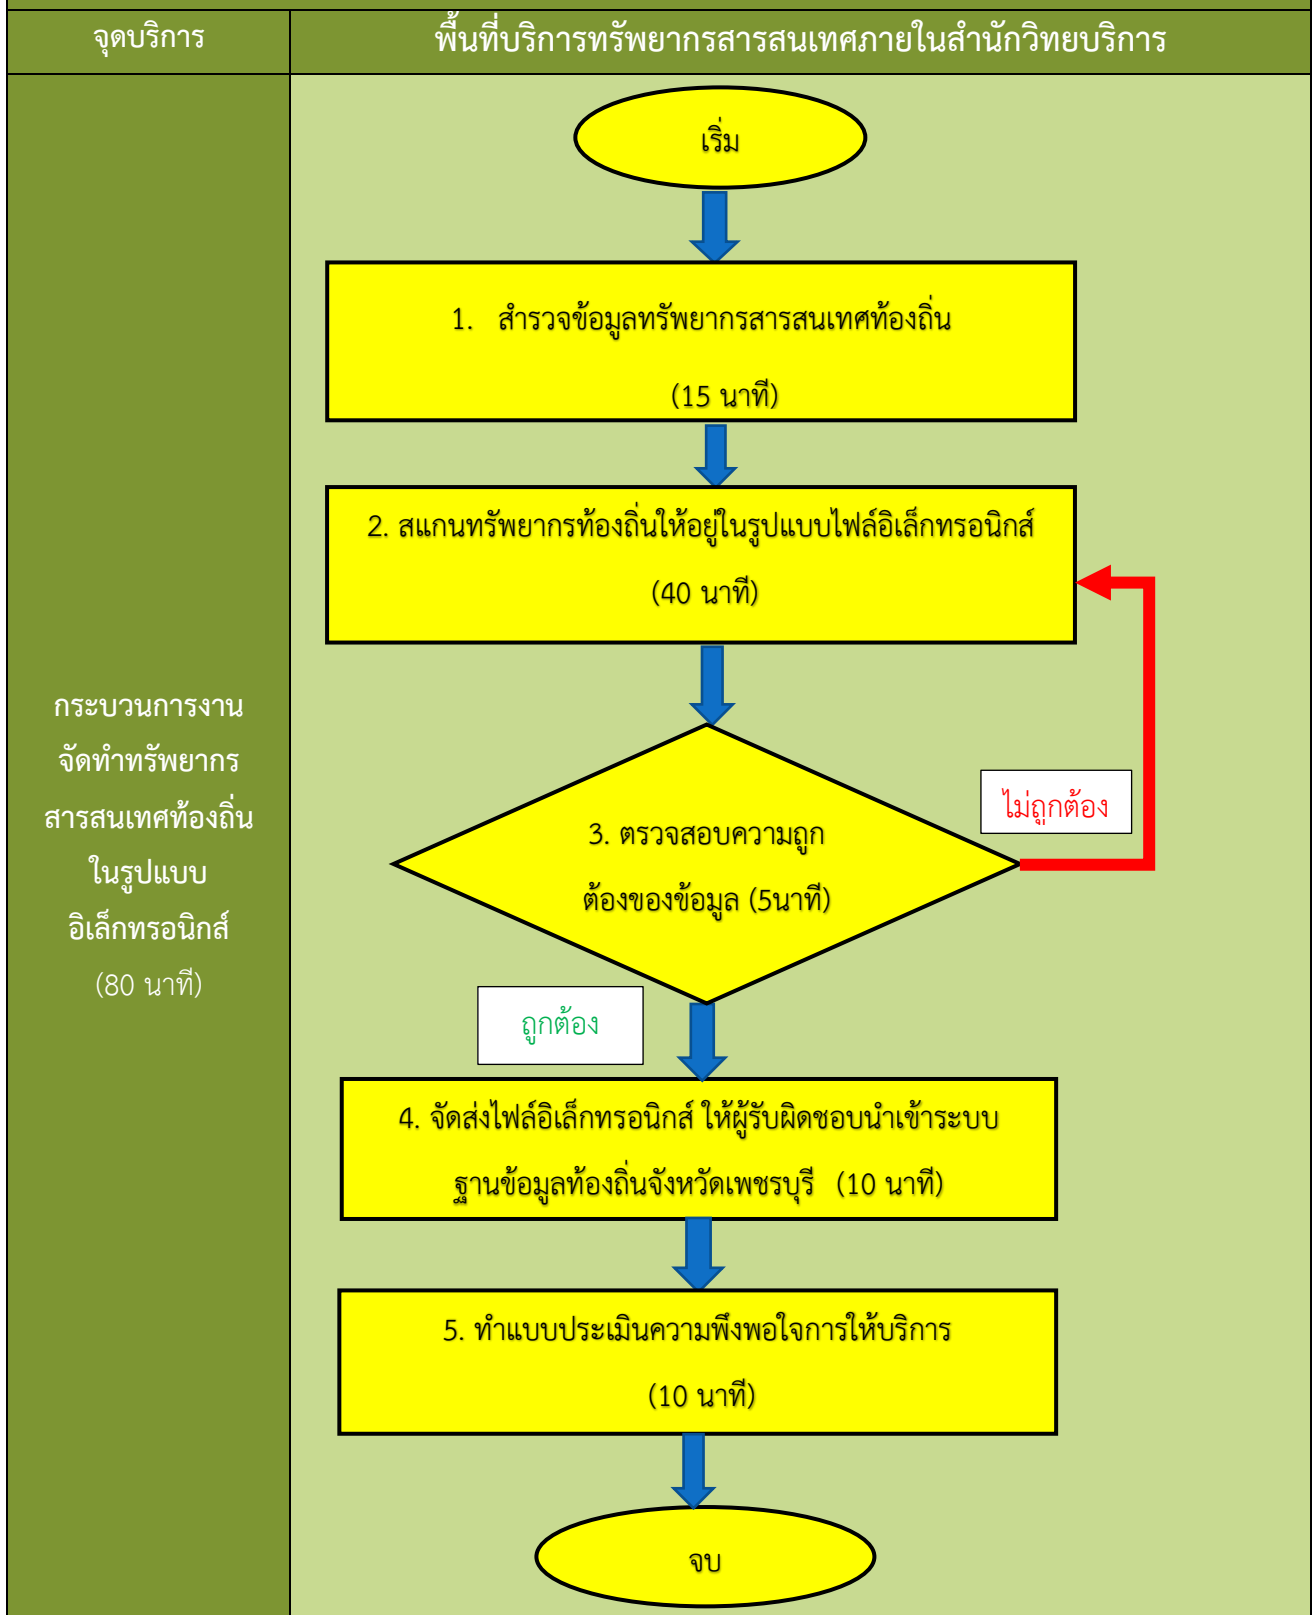 จุดบริการ
พื้นที่บริการทรัพยากรสารสนเทศภายในสำนักวิทยบริการ
กระบวนการงาน
จัดทำทรัพยากร
สารสนเทศท้องถิ่น
ในรูปแบบ
อิเล็กทรอนิกส์
(80 นาที)
เริ่ม
1. สำรวจข้อมูลทรัพยากรสารสนเทศท้องถิ่น
(15 นาที)
2. สแกนทรัพยากรท้องถิ่นให้อยู่ในรูปแบบไฟล์อิเล็กทรอนิกส์
(40 นาที)
3. ตรวจสอบความถูก
ต้องของข้อมูล (5นาที)
ไม่ถูกต้อง
ถูกต้อง
4. จัดส่งไฟล์อิเล็กทรอนิกส์ ให้ผู้รับผิดชอบนำเข้าระบบ
ฐานข้อมูลท้องถิ่นจังหวัดเพชรบุรี (10 นาที)
5. ทำแบบประเมินความพึงพอใจการให้บริการ
(10 นาที)
จบ